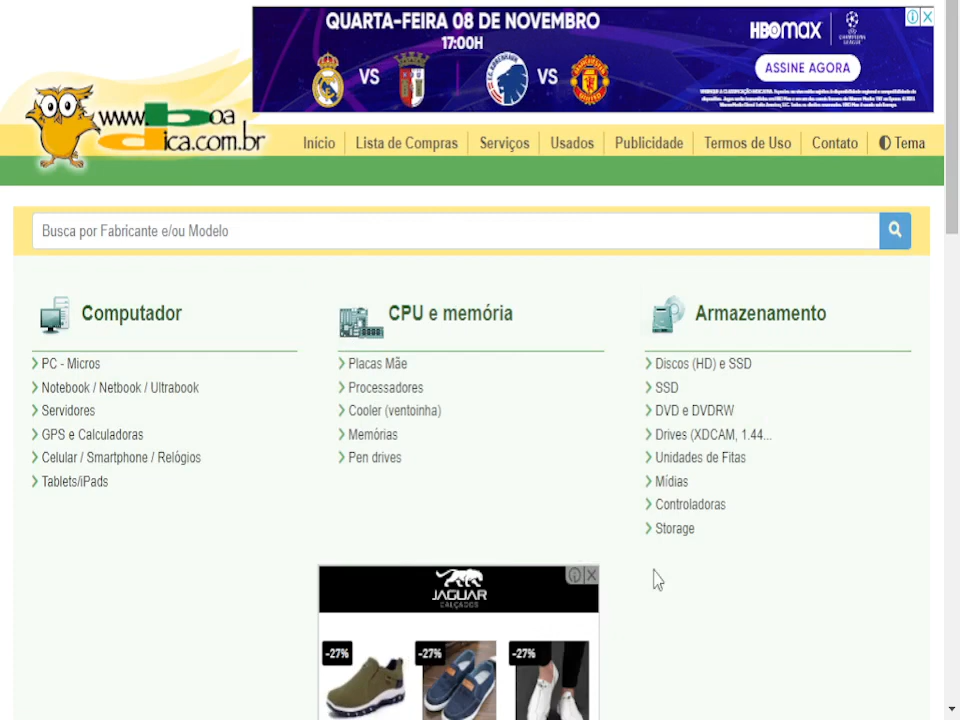 QUARTA-FEIRA 08 DE NOVEMBRO
17:00H
VS
VS
HBOmax
CHAMPIONS LEAGUE
ASSINE AGORA
www.boa
dica.com.br
Início
Lista de Compras
Serviços
Usados
Publicidade
Termos de Uso
Contato
Tema
Busca por Fabricante e/ou Modelo
Computador
PC - Micros
Notebook / Netbook / Ultrabook
Servidores
GPS e Calculadoras
Celular / Smartphone / Relógios
Tablets/iPads
CPU e memória
Placas Mãe
Processadores
Cooler (ventoinha)
Memórias
Pen drives
Armazenamento
Discos (HD) e SSD
SSD
DVD e DVDRW
Drives (XDCAM, 1.44...
Unidades de Fitas
Mídias
Controladoras
Storage
JAGUAR
CALÇADOS
-27%
-27%
-27%